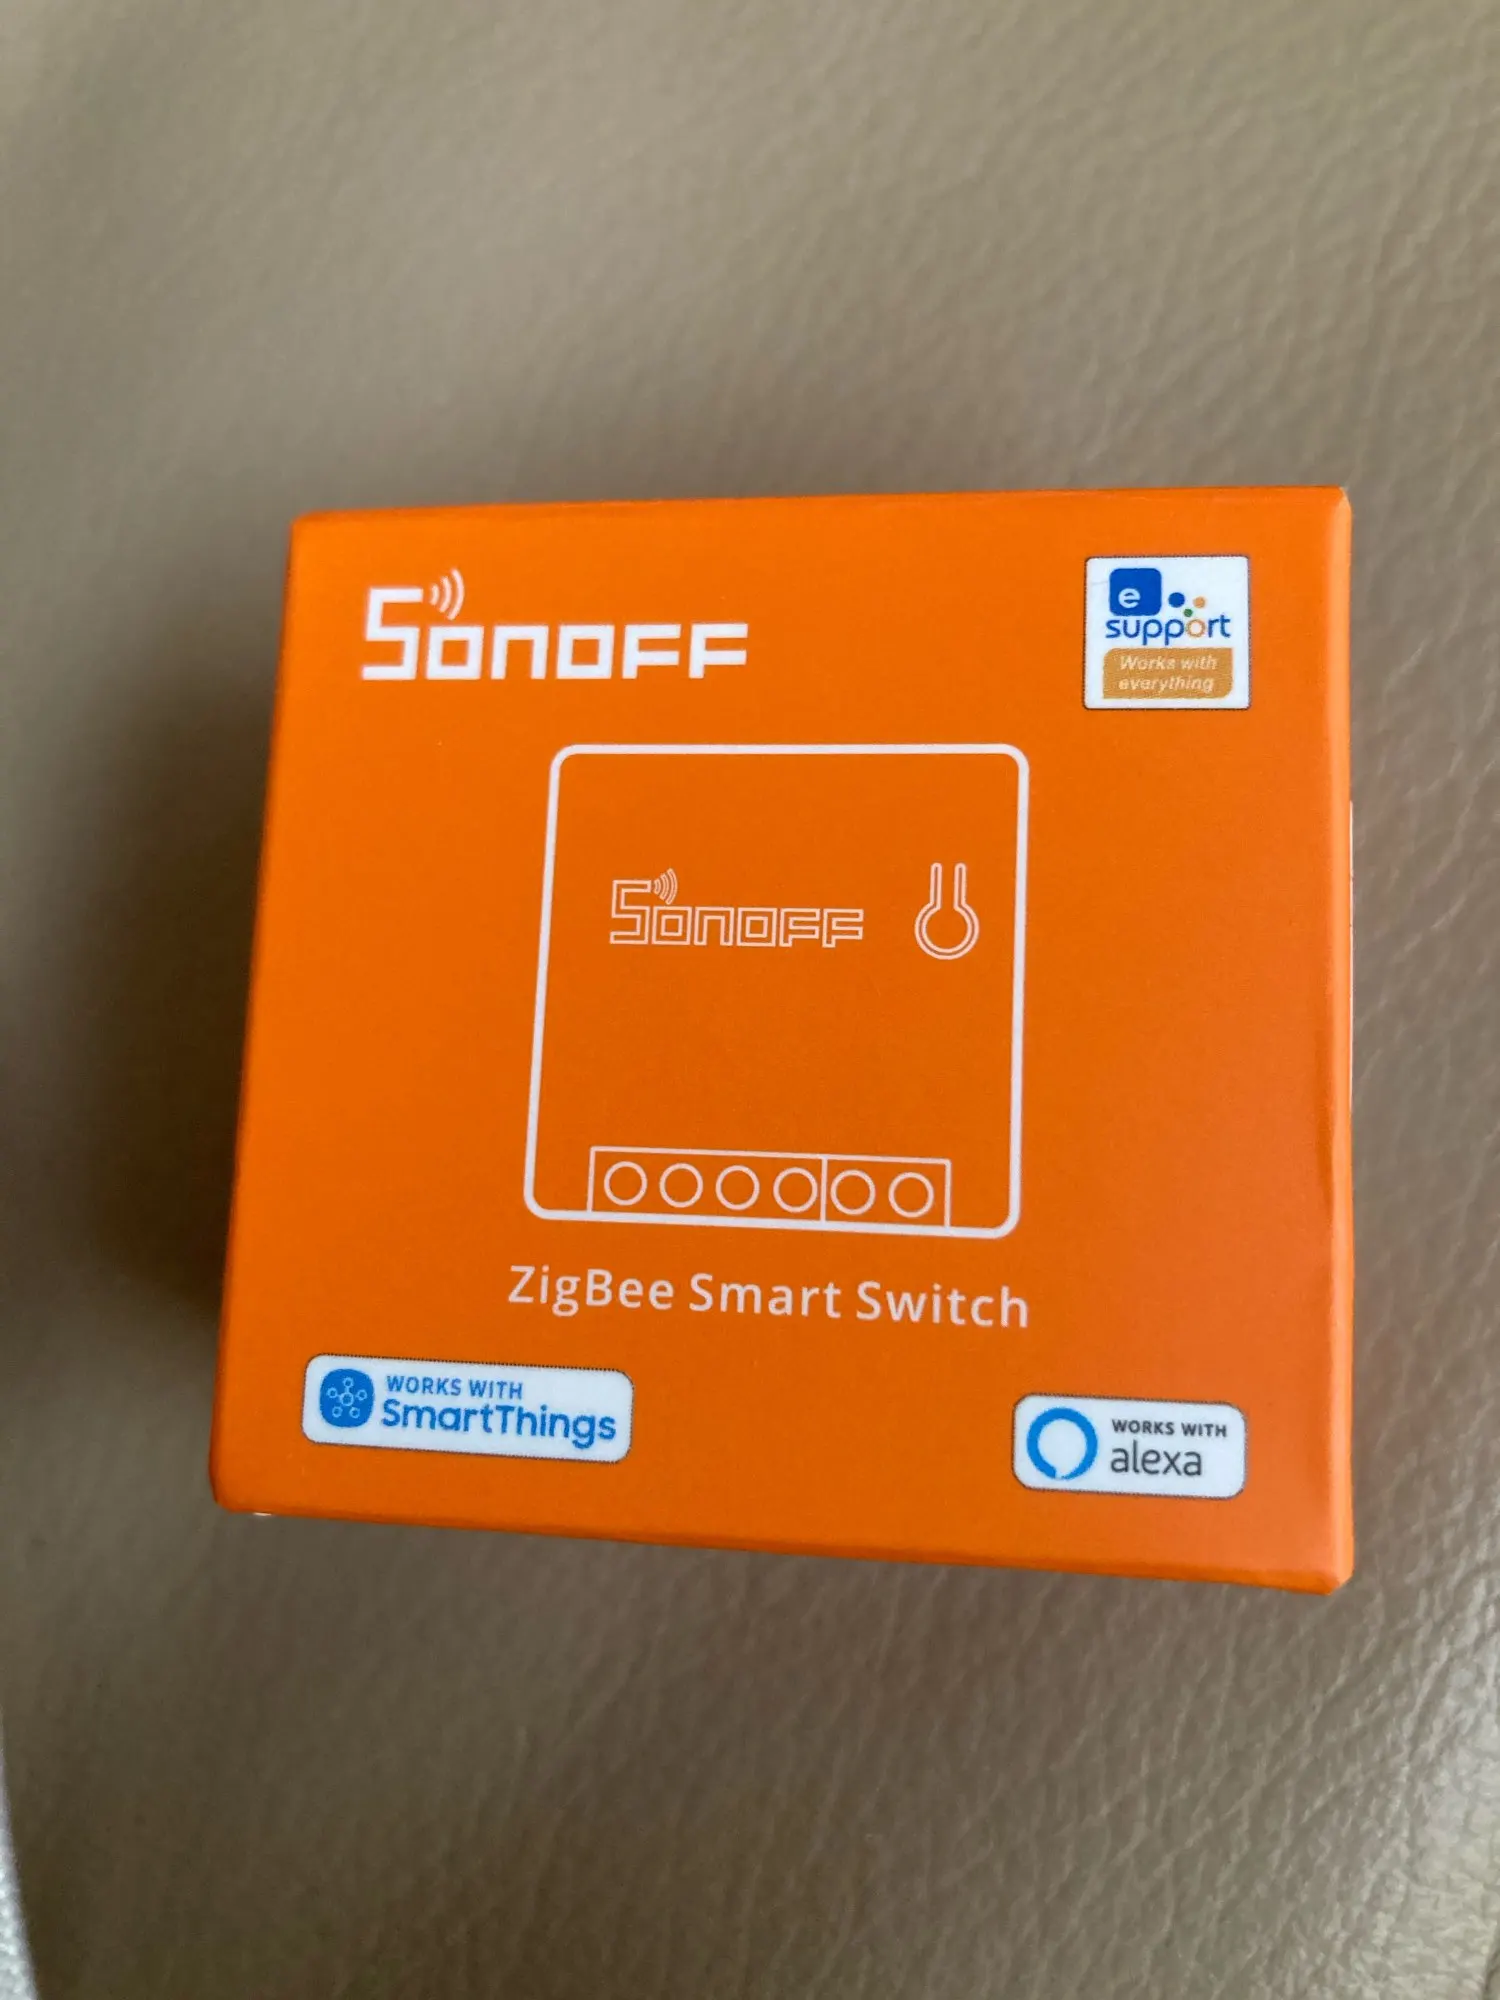 SONOFF
e
support
Works with
everything
SONOFF
ZigBee Smart Switch
WORKS WITH
SmartThings
WORKS WITH
alexa